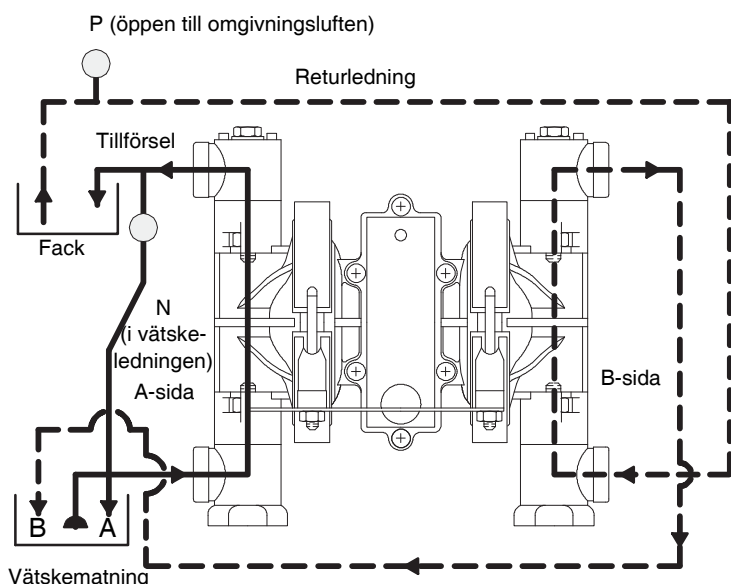 P (öppen till omgivningsluften)
Returledning
Tillförsel
Fack
N
(i vätske-
ledningen)
A-sida
B-sida
B
A
Vätskematning